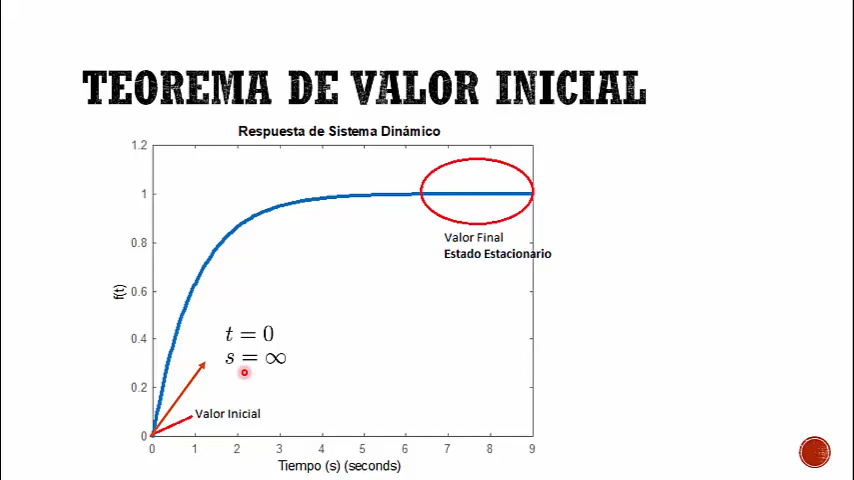 TEOREMA DE VALOR INICIAL
Respuesta de Sistema Dinámico
1.2
1
0.8
0.6
0.4
0.2
0
f(t)
Valor Final
Estado Estacionario
t = 0
s = ∞
Valor Inicial
0 1 2 3 4 5 6 7 8 9
Tiempo (s) (seconds)